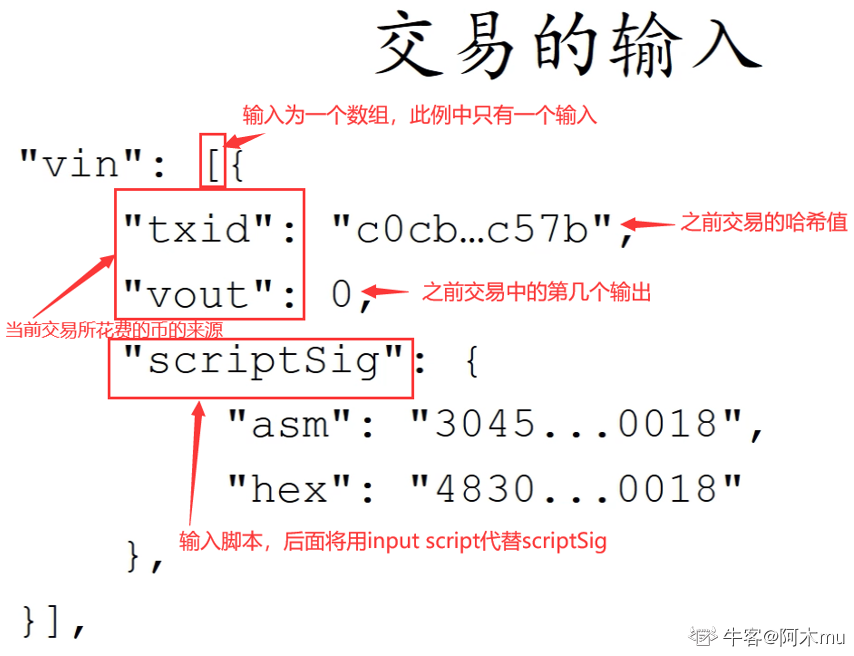 交易的输入
输入为一个数组，此例中只有一个输入
"vin": [{
"txid": "c0cb…c57b",
之前交易的哈希值
"vout": 0,
之前交易中的第几个输出
当前交易所花费的币的来源
"scriptSig": {
"asm": "3045...0018",
"hex": "4830...0018"
输入脚本，后面将用input script代替scriptSig
},
}],
牛客@阿木mu